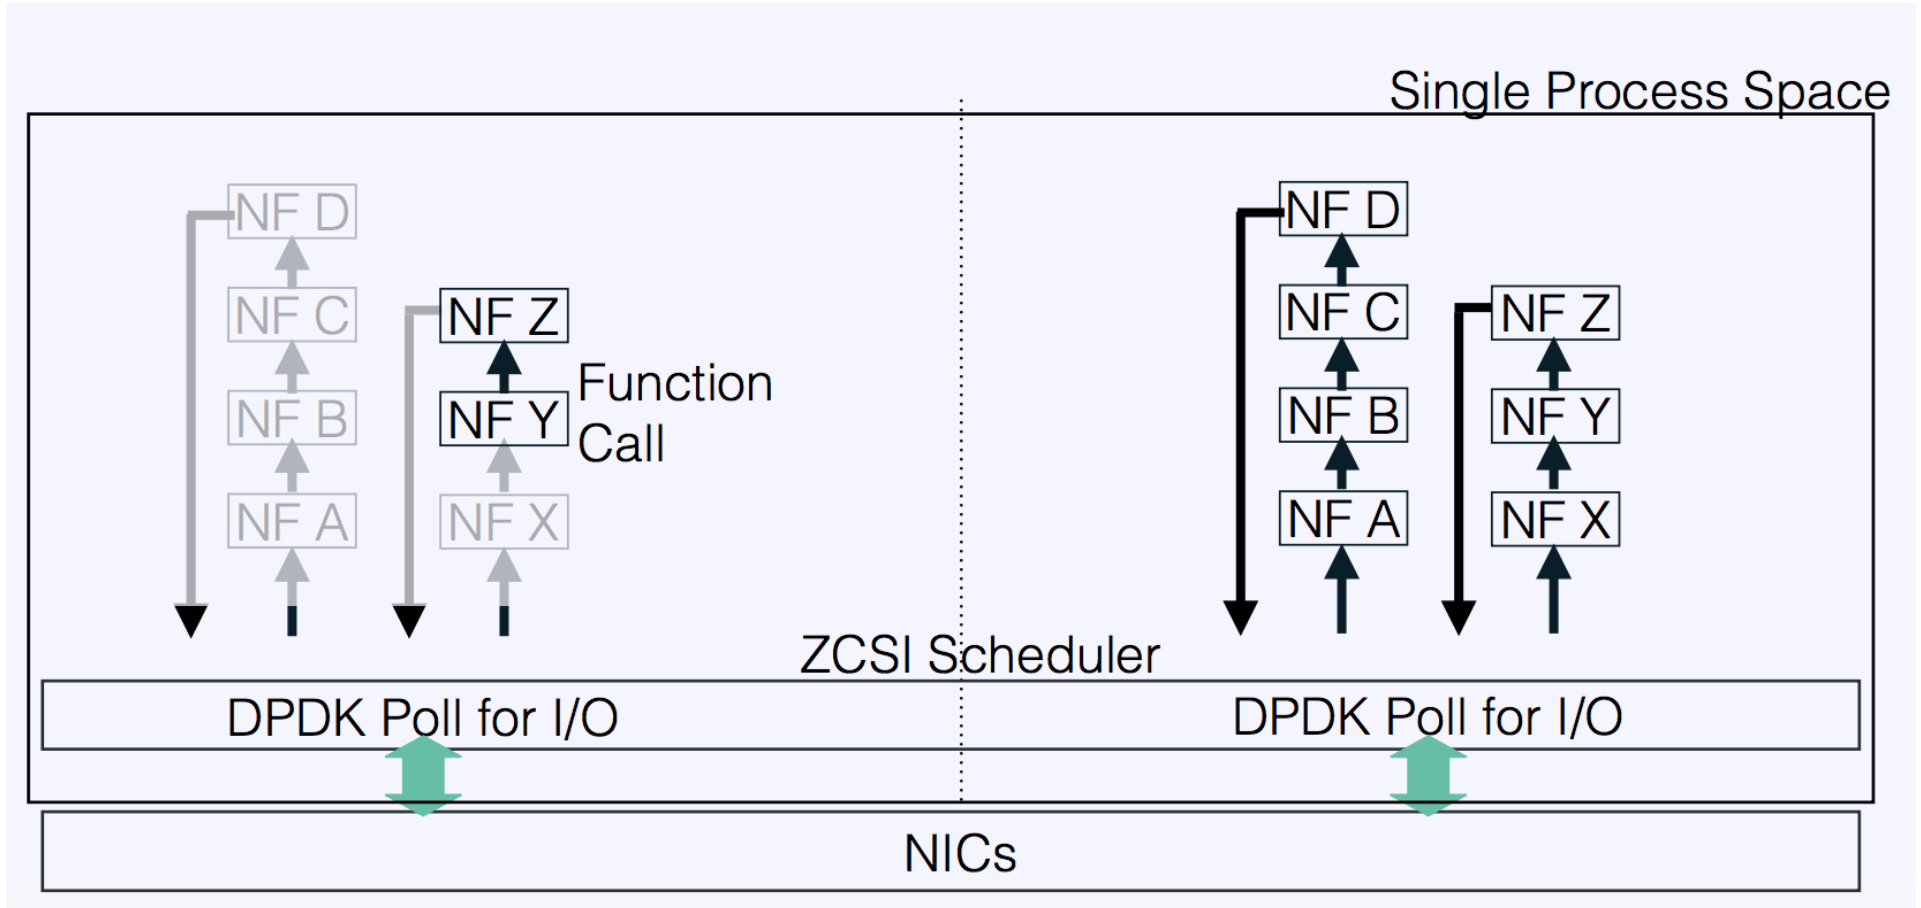 Single Process Space
NF D
NF C
NF B
NF A
NF Z
NF Y
NF X
Function
Call
NF D
NF C
NF B
NF A
NF Z
NF Y
NF X
ZCSI Scheduler
DPDK Poll for I/O
DPDK Poll for I/O
NICs